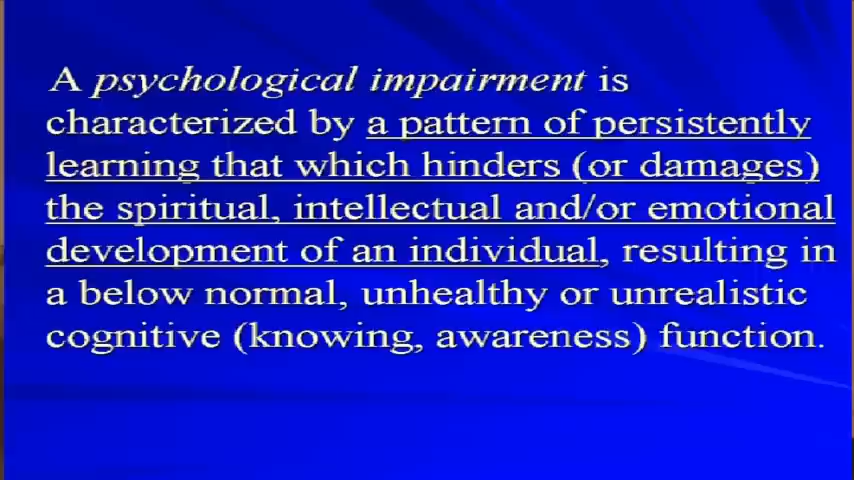 A psychological impairment is
characterized by a pattern of persistently
learning that which hinders (or damages)
the spiritual, intellectual and/or emotional
development of an individual, resulting in
a below normal, unhealthy or unrealistic
cognitive (knowing, awareness) function.